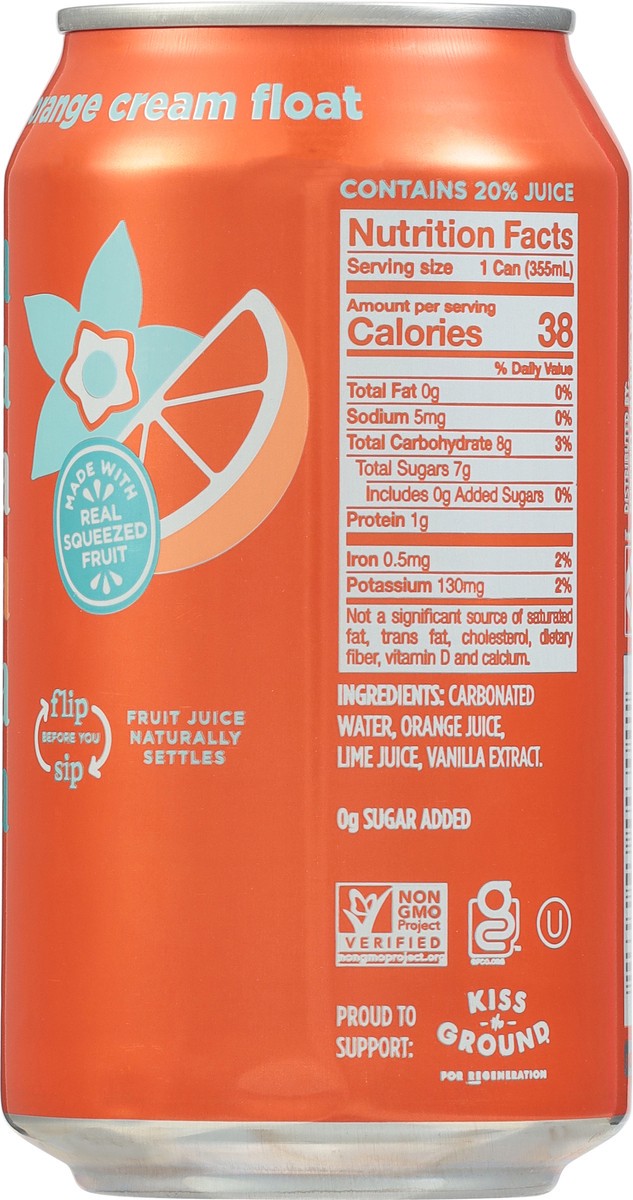 orange cream float
CONTAINS 20% JUICE
Nutrition Facts
Serving size 1 Can (355mL)
Amount per serving
Calories 38
% Daily Value
Total Fat 0g 0%
Sodium 5mg 0%
Total Carbohydrate 8g 3%
Total Sugars 7g
Includes 0g Added Sugars 0%
Protein 1g
Iron 0.5mg 2%
Potassium 130mg 2%
Not a significant source of saturated
fat, trans fat, cholesterol, dietary
fiber, vitamin D and calcium.
MADE WITH
REAL
SQUEEZED
FRUIT
flip
BEFORE YOU
sip
FRUIT JUICE
NATURALLY
SETTLES
INGREDIENTS: CARBONATED
WATER, ORANGE JUICE,
LIME JUICE, VANILLA EXTRACT.
0g SUGAR ADDED
NON
GMO
Project
VERIFIED
nongmoproject.org
GFCO.ORG
U
PROUD TO
SUPPORT:
KISS
the
GROUND
FOR REGENERATION